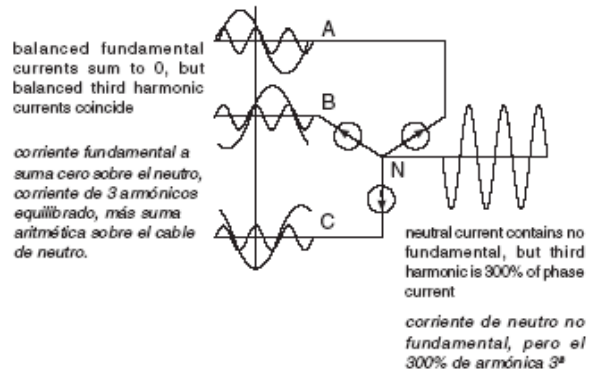 balanced fundamental
currents sum to 0, but
balanced third harmonic
currents coincide
corriente fundamental a
suma cero sobre el neutro,
corriente de 3 armónicos
equilibrado, más suma
aritmética sobre el cable
de neutro.
A
B
N
C
neutral current contains no
fundamental, but third
harmonic is 300% of phase
current
corriente de neutro no
fundamental, pero el
300% de armónica 3ª